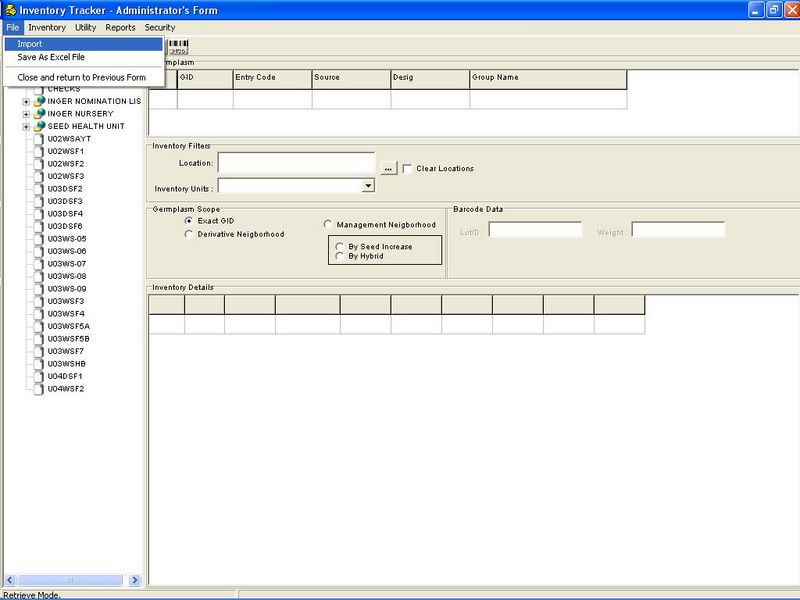 Inventory Tracker - Administrator's Form
File Inventory Utility Reports Security
Import
Save As Excel File
Close and return to Previous Form
CHECKS
INGER NOMINATION LIS
INGER NURSERY
SEED HEALTH UNIT
U02WSAYT
U02WSF1
U02WSF2
U02WSF3
U03DSF2
U03DSF3
U03DSF4
U03DSF6
U03WS-05
U03WS-06
U03WS-07
U03WS-08
U03WS-09
U03WSF3
U03WSF4
U03WSF5A
U03WSF5B
U03WSF7
U03WSHB
U04DSF1
U04WSF2
GID Entry Code Source Desig Group Name
Inventory Filters
Location:
... Clear Locations
Inventory Units :
Germplasm Scope
Exact GID
Derivative Neigborhood
Management Neigborhood
By Seed Increase
By Hybrid
Barcode Data
LotID :
Weight :
Inventory Details
Retrieve Mode.